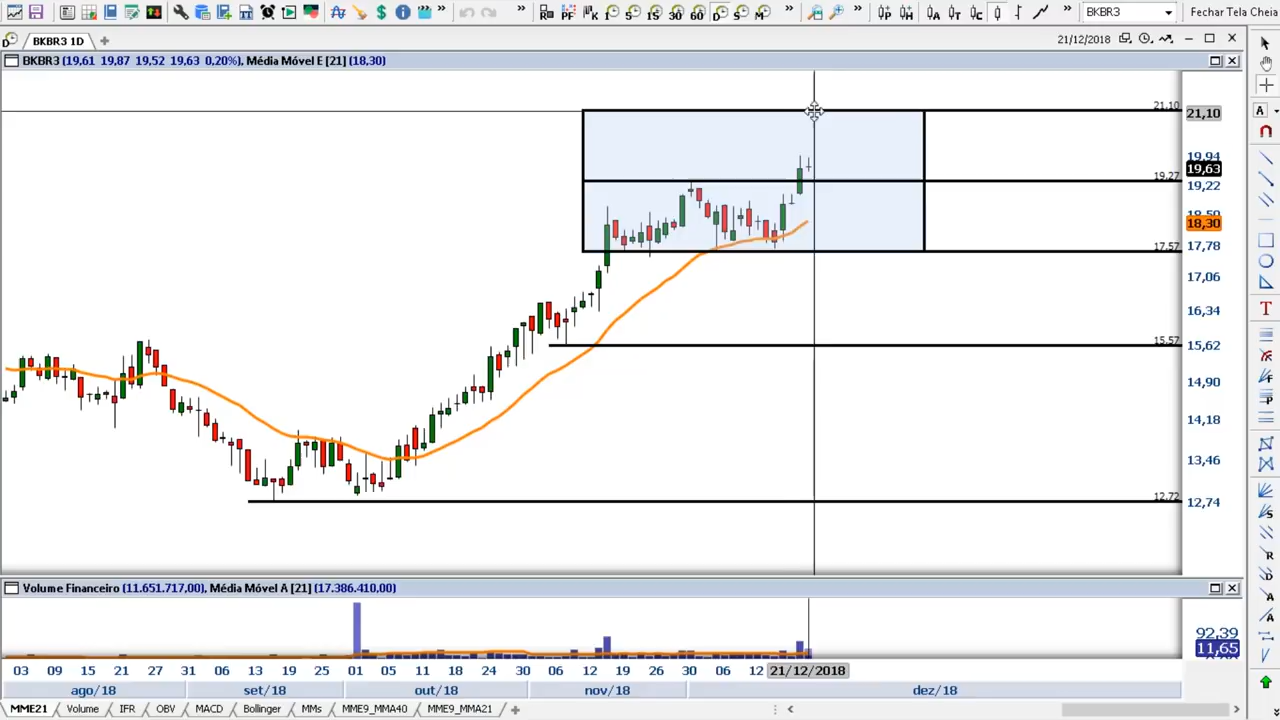 BKBR3
Fechar Tela Cheia
BKBR3 1D
21/12/2018
BKBR3 (19,61 19,87 19,52 19,63 0,20%), Média Móvel E [21] (18,30)
21,10
21,10
19,94
19,63
19,27
19,22
18,50
18,30
17,78
17,57
17,06
16,34
15,57
15,62
14,90
14,18
13,46
12,72
12,74
Volume Financeiro (11.651.717,00), Média Móvel A [21] (17.386.410,00)
92,39
11,65
03 09 15 21 27 31 06 13 19 25 01 05 11 18 24 30 06 12 19 26 30 06 12 21/12/2018
ago/18 set/18 out/18 nov/18 dez/18
MME21 Volume IFR OBV MACD Bollinger MMs MME9_MMA40 MME9_MMA21